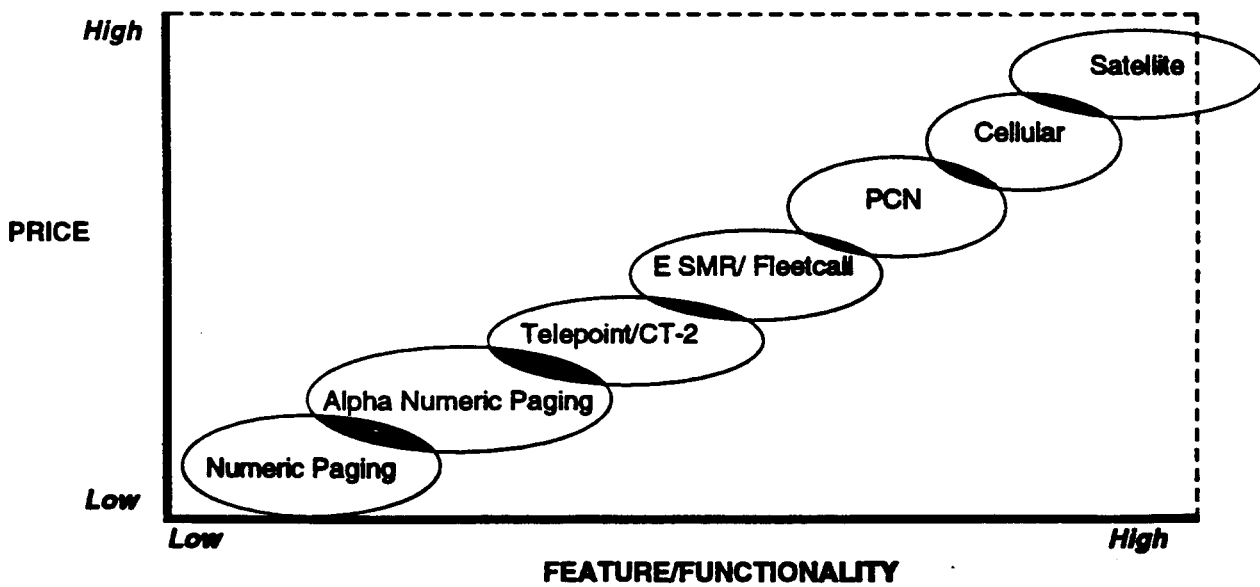 High
Satellite
Cellular
PCN
PRICE
E SMR/ Fleetcall
Telepoint/CT-2
Alpha Numeric Paging
Numeric Paging
Low
Low
High
FEATURE/FUNCTIONALITY